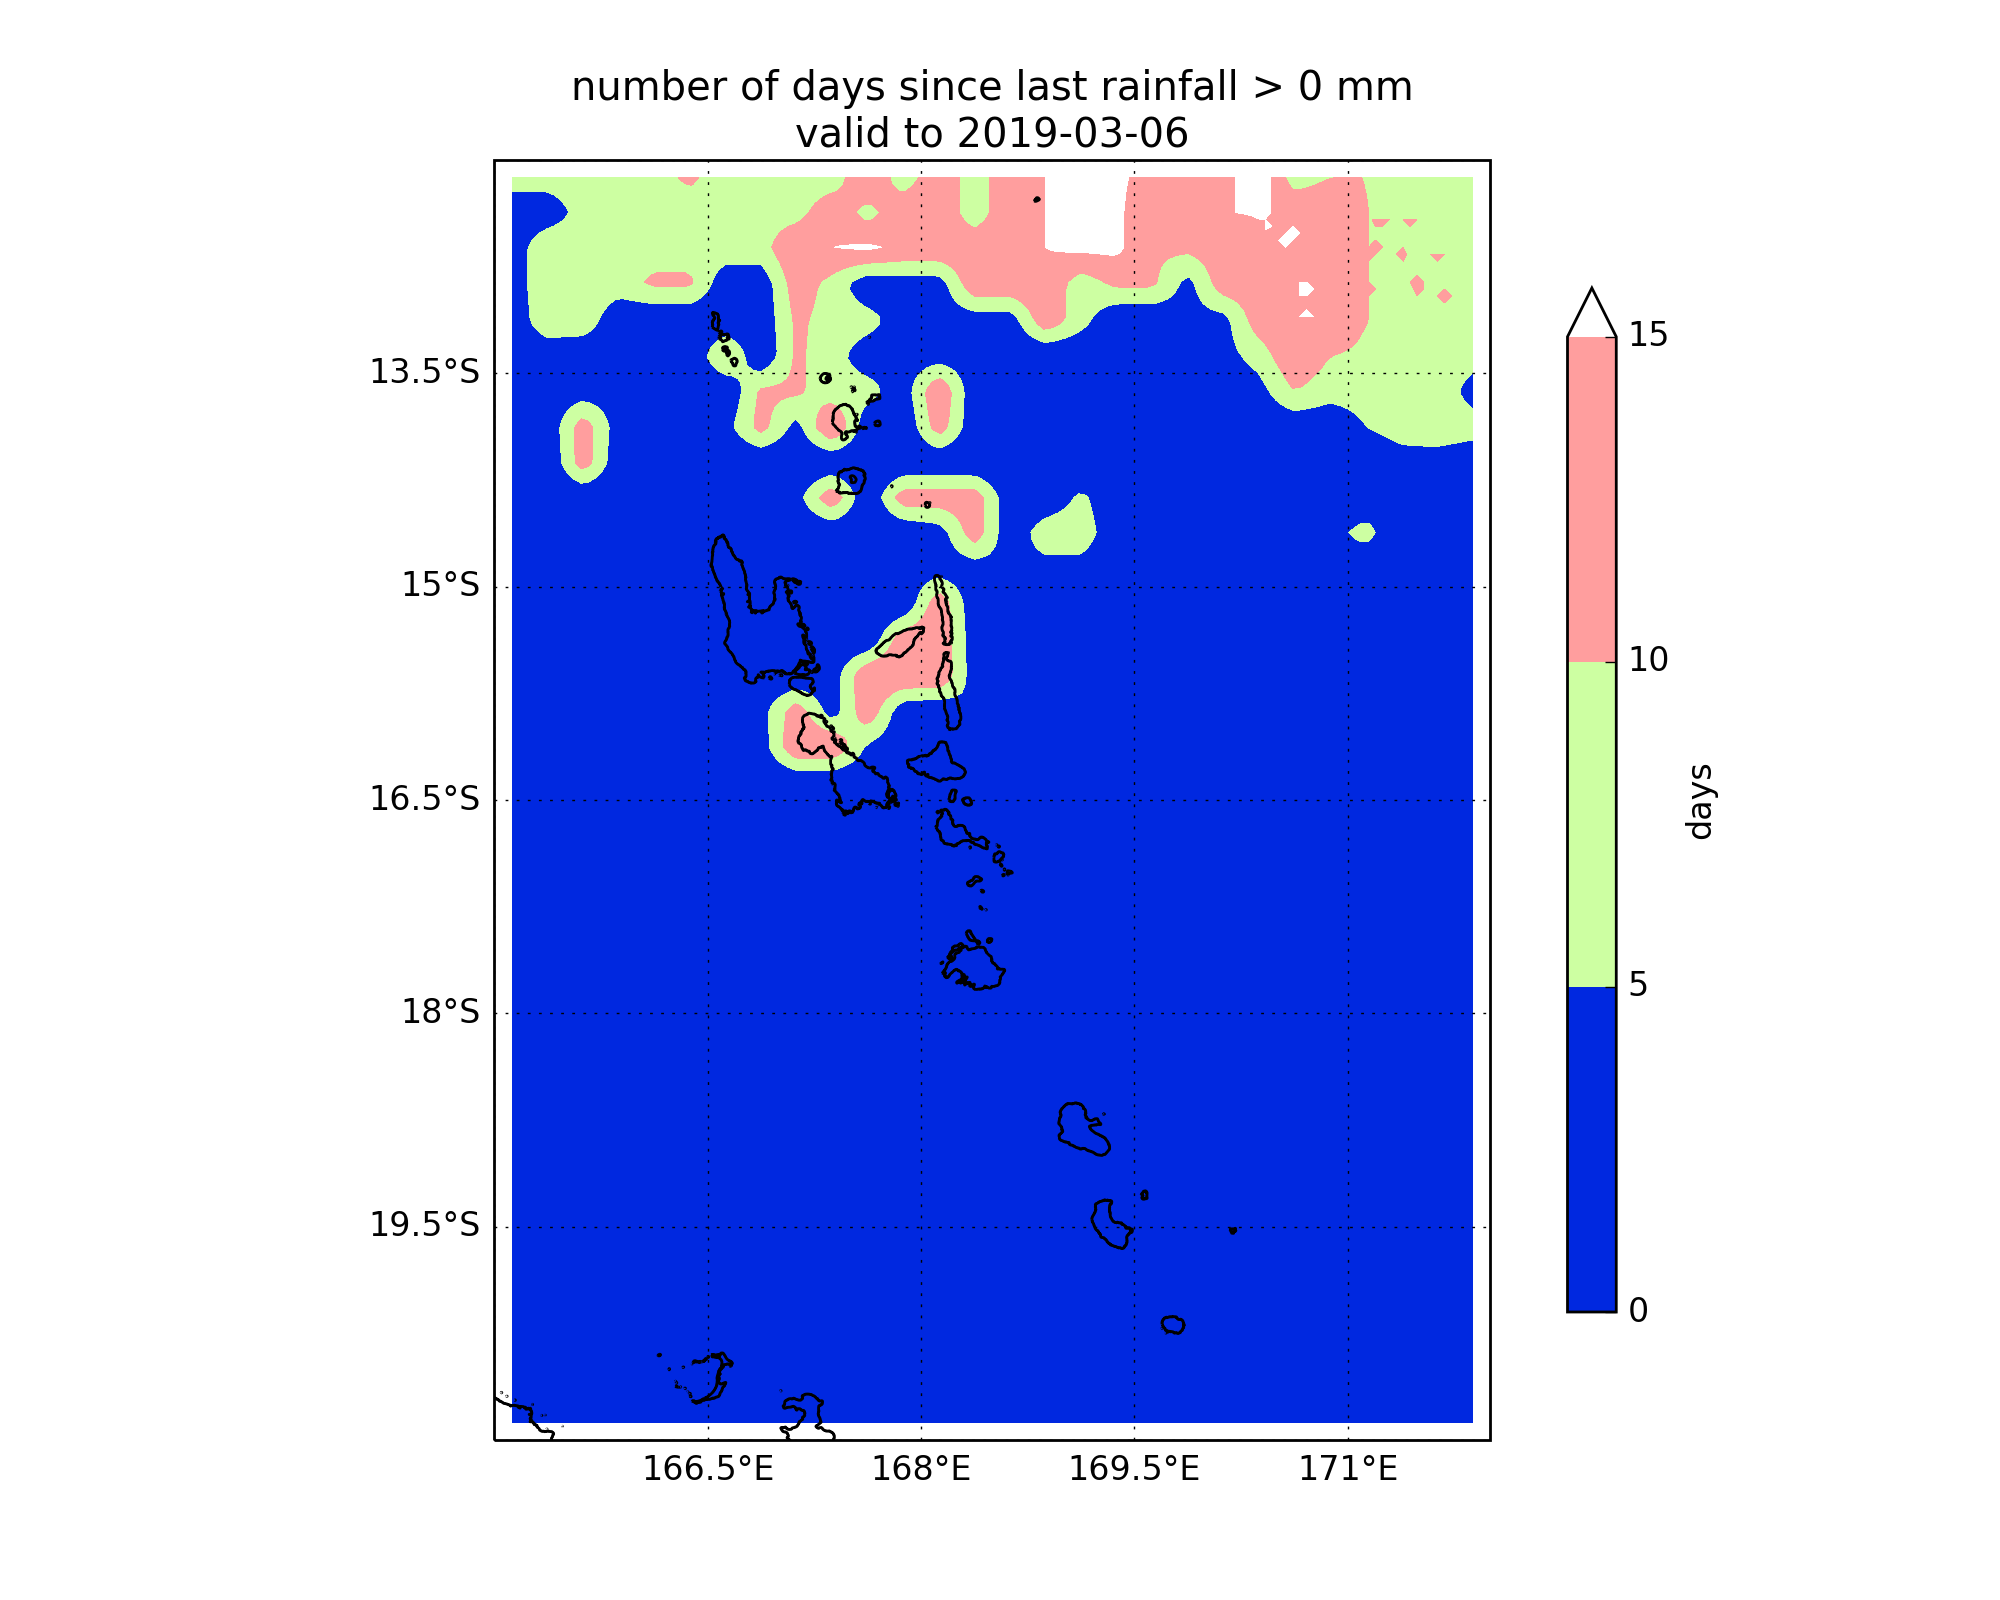 number of days since last rainfall > 0 mm
valid to 2019-03-06
13.5°S
15°S
16.5°S
18°S
19.5°S
166.5°E
168°E
169.5°E
171°E
15
10
5
0
days